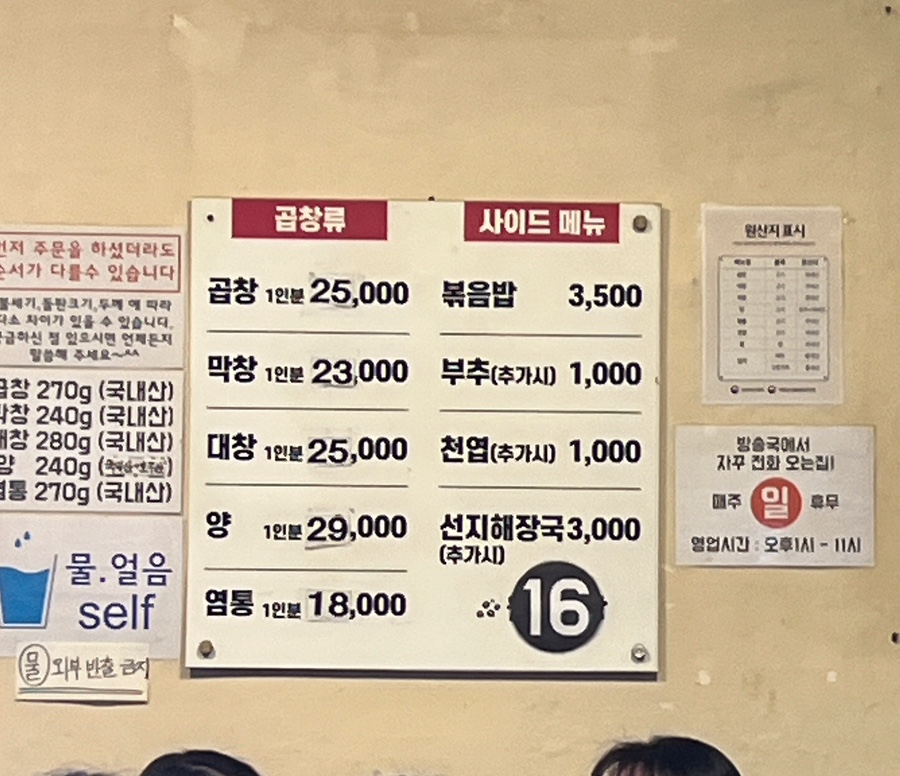 먼저 주문을 하셨더라도
순서가 다를수 있습니다
불세기,돌판크기,두께 에 따라
다소 차이가 있을 수 있습니다.
궁금하신 점 있으시면 언제든지
말씀해 주세요~^^
곱창 270g (국내산)
막창 240g (국내산)
대창 280g (국내산)
양 240g
염통 270g (국내산)
물.얼음
self
물 외부 반출 금지
곱창류
곱창 1인분 25,000
막창 1인분 23,000
대창 1인분 25,000
양 1인분 29,000
염통 1인분 18,000
사이드 메뉴
볶음밥 3,500
부추(추가시) 1,000
천엽(추가시) 1,000
선지해장국 3,000
(추가시)
16
원산지 표시
방송국에서
자꾸 전화 오는집!
매주 일 휴무
영업시간 : 오후1시 - 11시